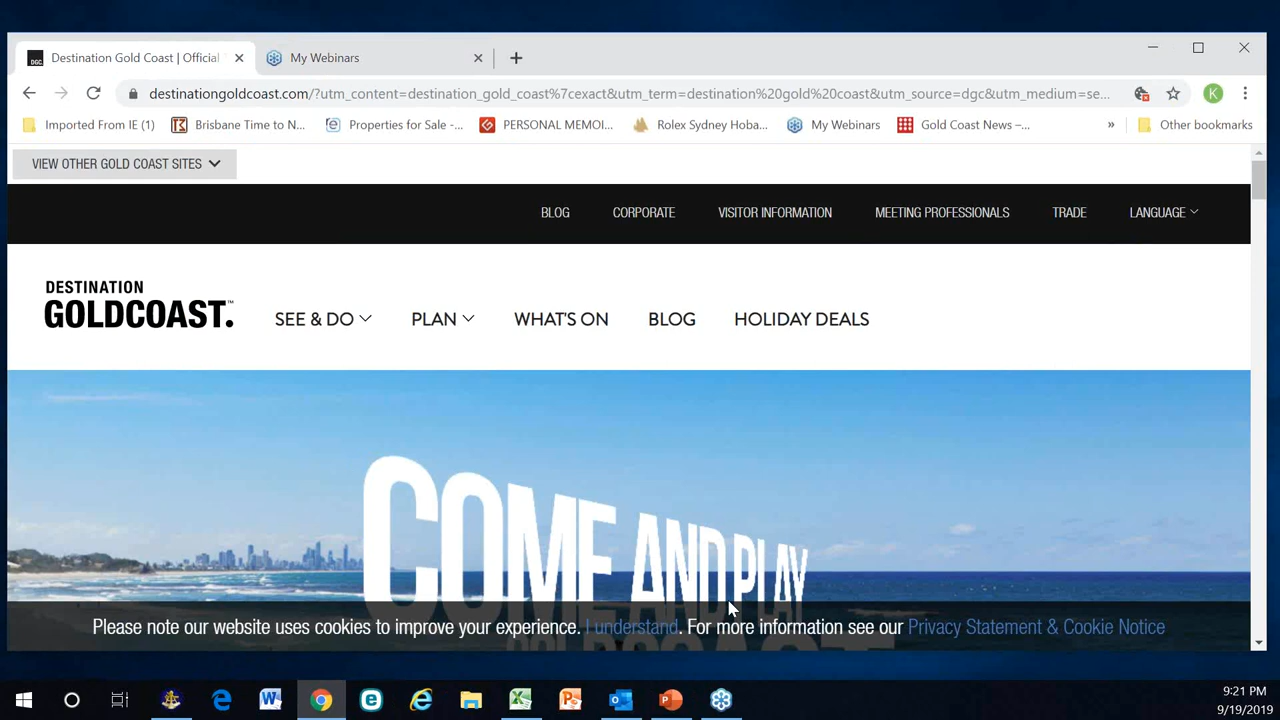 Destination Gold Coast | Official
My Webinars
destinationgoldcoast.com/?utm_content=destination_gold_coast%7cexact&utm_term=destination%20gold%20coast&utm_source=dgc&utm_medium=se...
Imported From IE (1)
Brisbane Time to N...
Properties for Sale -...
PERSONAL MEMOI...
Rolex Sydney Hoba...
My Webinars
Gold Coast News –...
»
Other bookmarks
VIEW OTHER GOLD COAST SITES
BLOG
CORPORATE
VISITOR INFORMATION
MEETING PROFESSIONALS
TRADE
LANGUAGE
DESTINATION
GOLDCOAST.™
SEE & DO
PLAN
WHAT'S ON
BLOG
HOLIDAY DEALS
COME AND PLAY
Please note our website uses cookies to improve your experience. I understand. For more information see our Privacy Statement & Cookie Notice
9:21 PM
9/19/2019